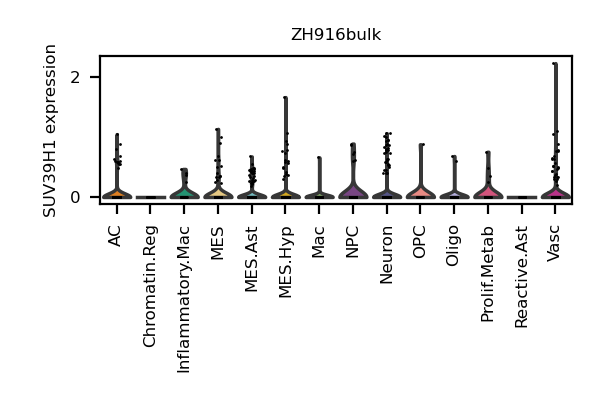 ZH916bulk
SUV39H1 expression
2
0
AC
Chromatin.Reg
Inflammatory.Mac
MES
MES.Ast
MES.Hyp
Mac
NPC
Neuron
OPC
Oligo
Prolif.Metab
Reactive.Ast
Vasc